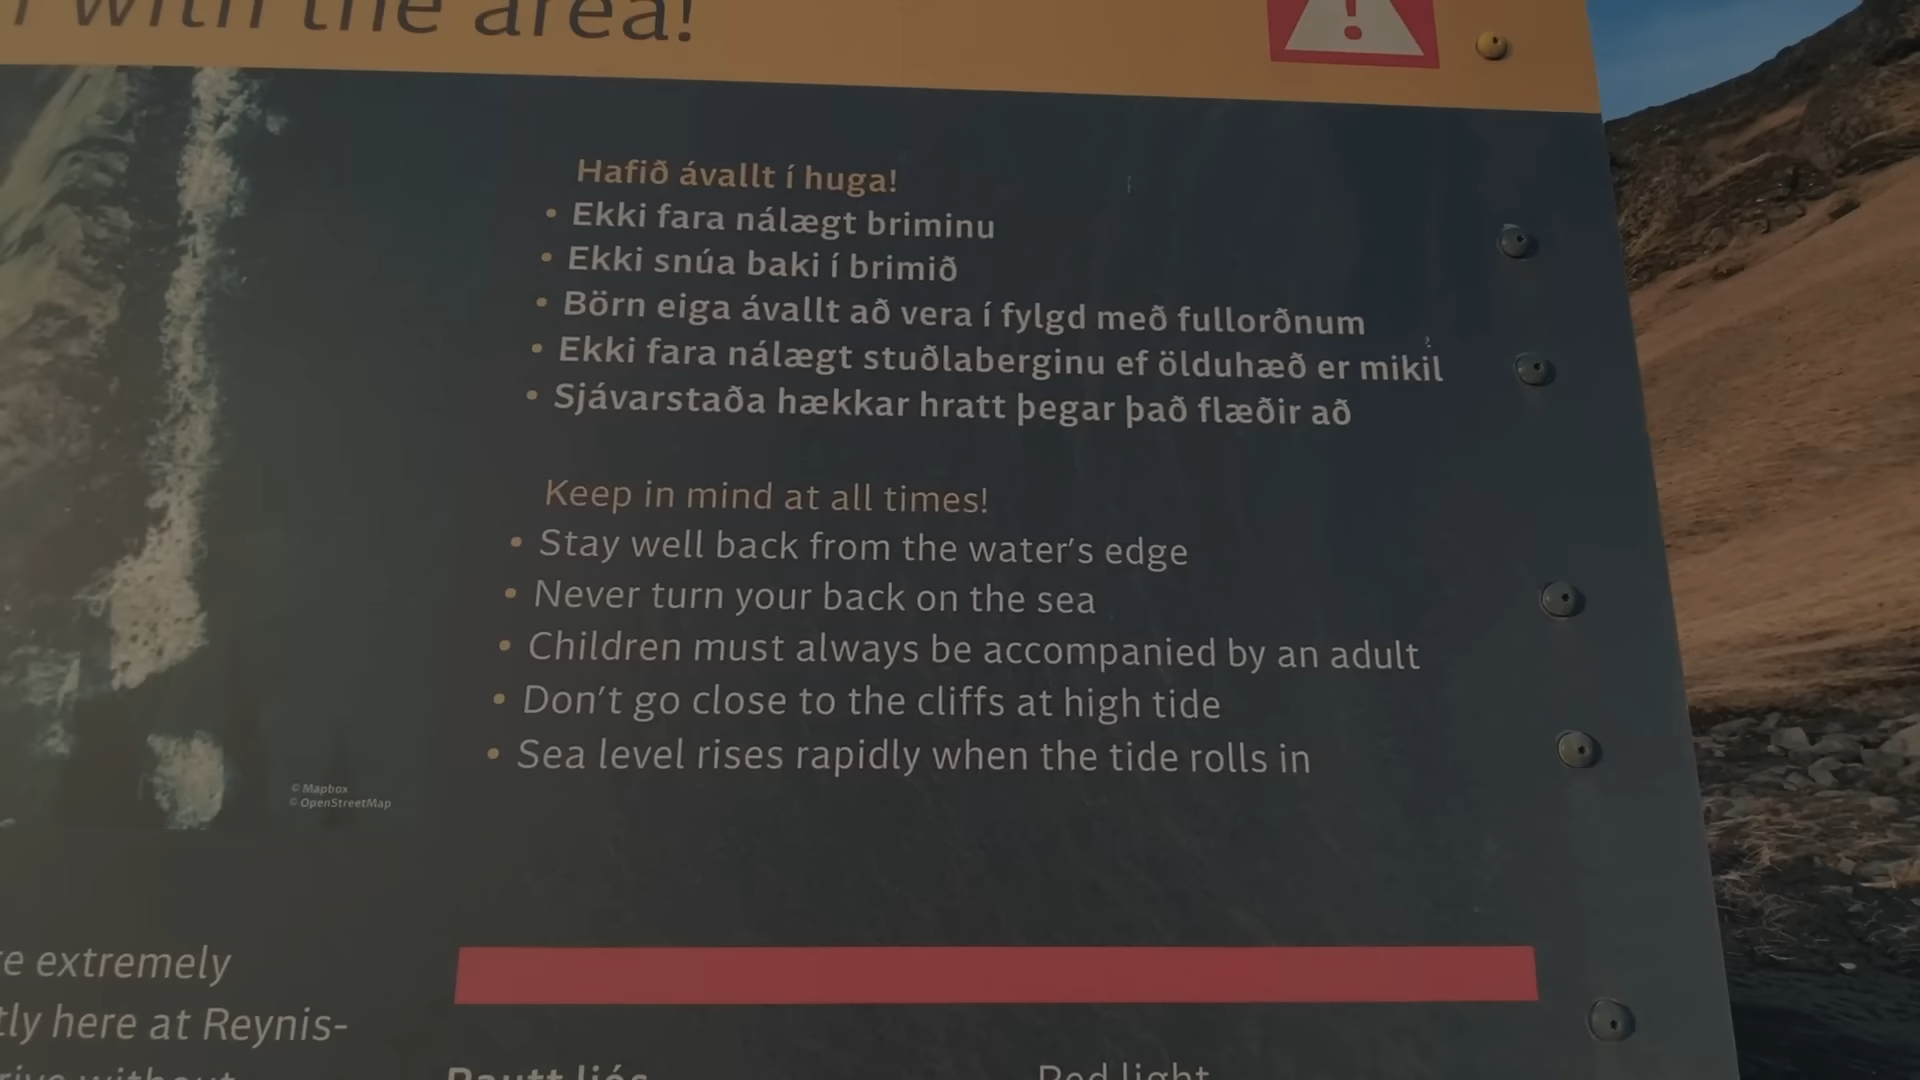 with the area!
Hafið ávallt í huga!
• Ekki fara nálægt briminu
• Ekki snúa baki í brimið
• Börn eiga ávallt að vera í fylgd með fullorðnum
• Ekki fara nálægt stuðlaberginu ef ölduhæð er mikil
• Sjávarstaða hækkar hratt þegar það flæðir að
Keep in mind at all times!
• Stay well back from the water's edge
• Never turn your back on the sea
• Children must always be accompanied by an adult
• Don't go close to the cliffs at high tide
• Sea level rises rapidly when the tide rolls in
© Mapbox
© OpenStreetMap
extremely
here at Reynis-
without
Rautt ljós
Red light